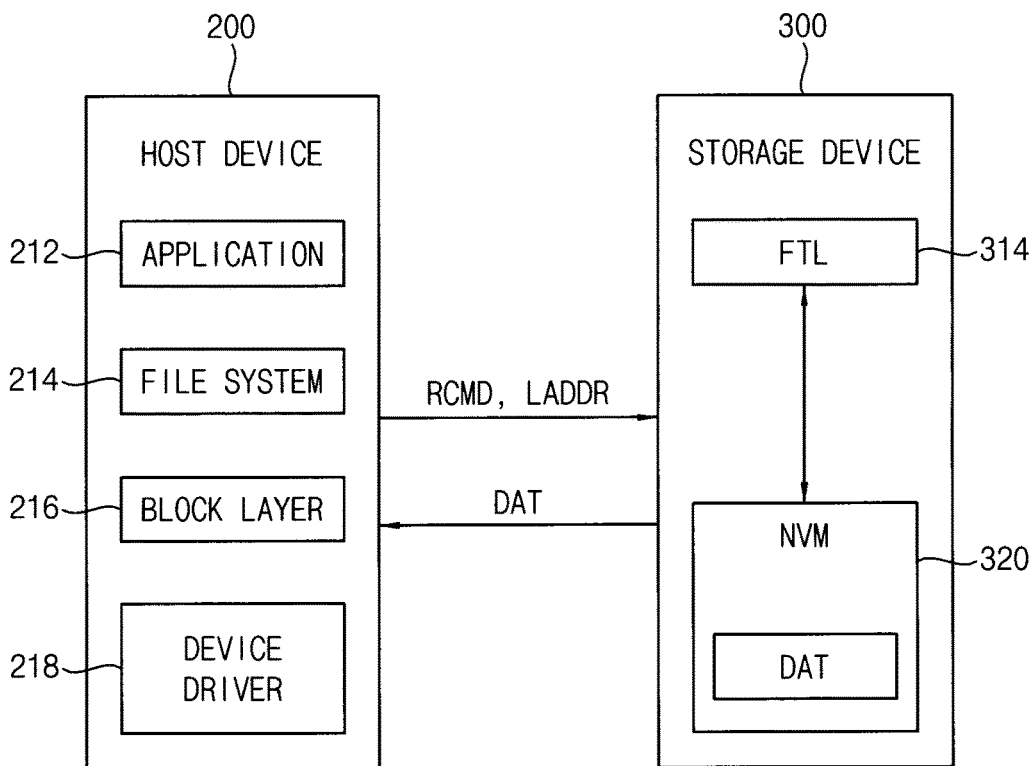 200
300
HOST DEVICE
STORAGE DEVICE
212
APPLICATION
FTL
314
214
FILE SYSTEM
RCMD, LADDR
216
BLOCK LAYER
DAT
NVM
320
218
DEVICE
DRIVER
DAT